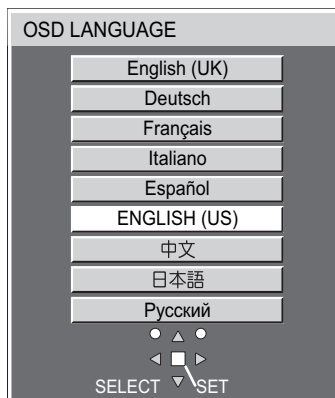 OSD LANGUAGE
English (UK)
Deutsch
Français
Italiano
Español
ENGLISH (US)
中文
日本語
Русский
SELECT SET